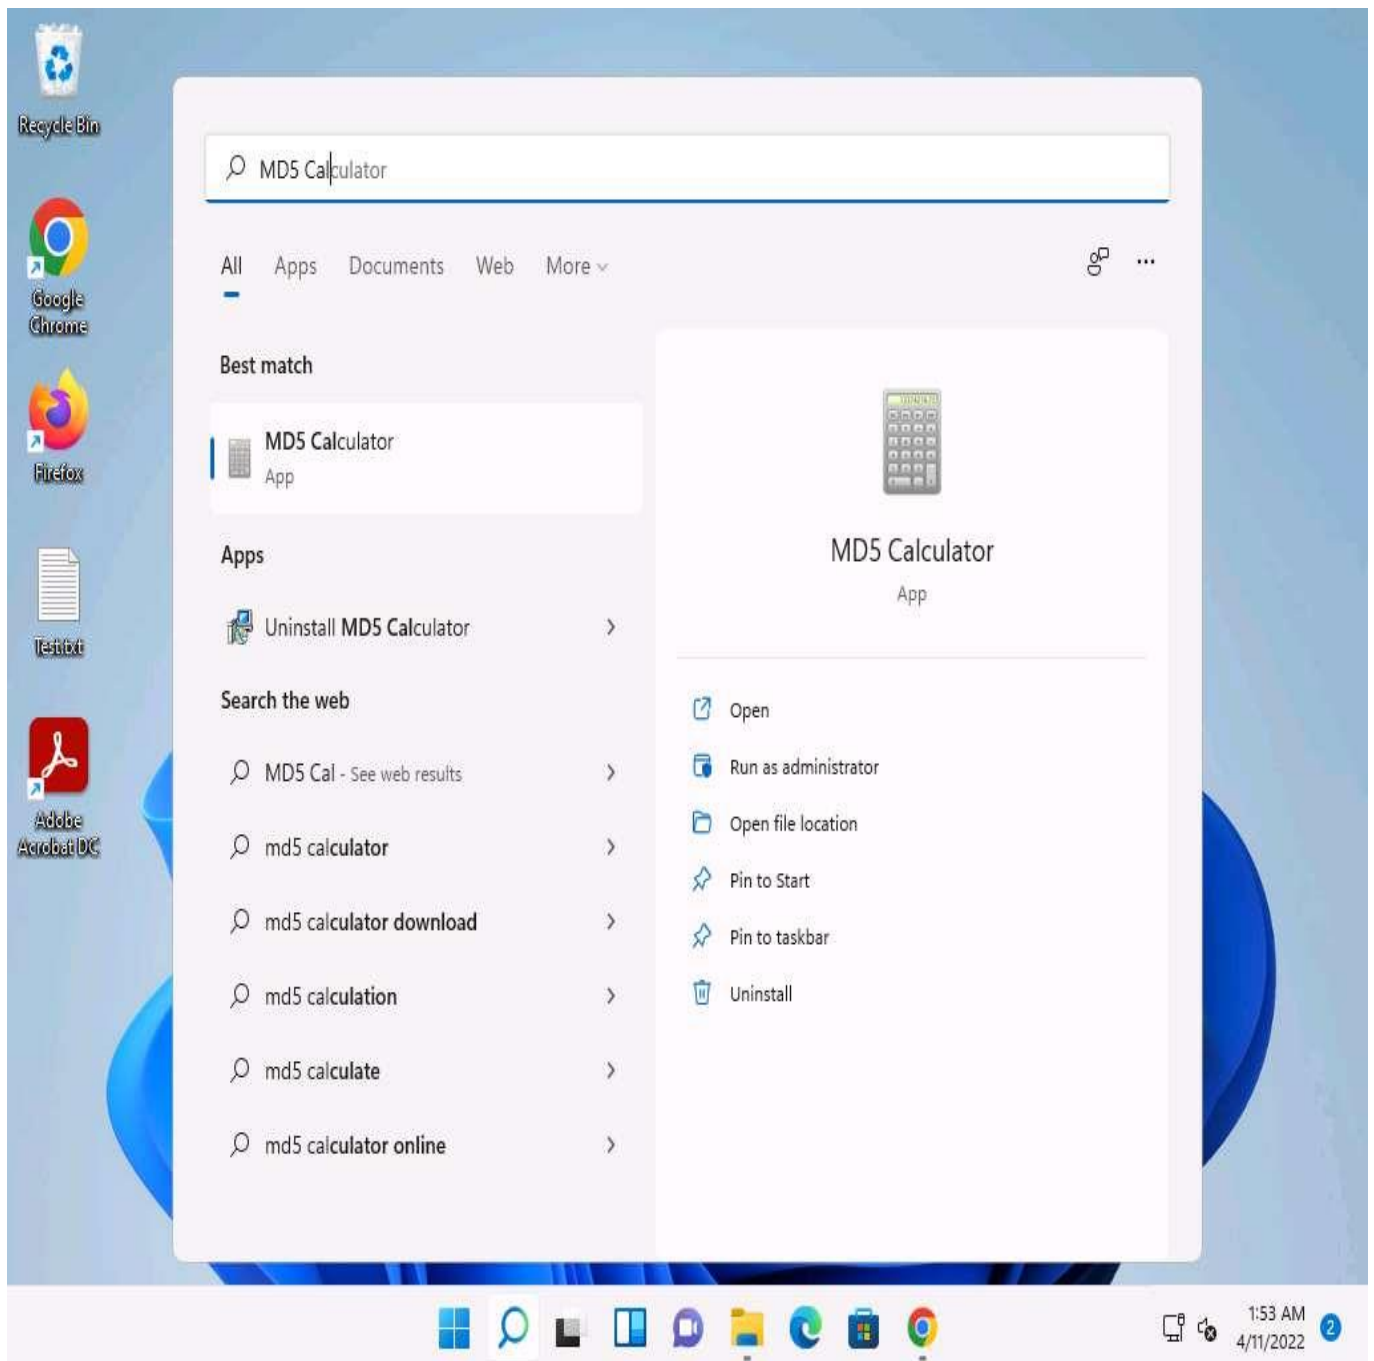 Recycle Bin
Google
Chrome
Firefox
Test.txt
Adobe
Acrobat DC
MD5 Calculator
All Apps Documents Web More
Best match
MD5 Calculator
App
Apps
Uninstall MD5 Calculator
Search the web
MD5 Cal - See web results
md5 calculator
md5 calculator download
md5 calculation
md5 calculate
md5 calculator online
MD5 Calculator
App
Open
Run as administrator
Open file location
Pin to Start
Pin to taskbar
Uninstall
1:53 AM
4/11/2022
2